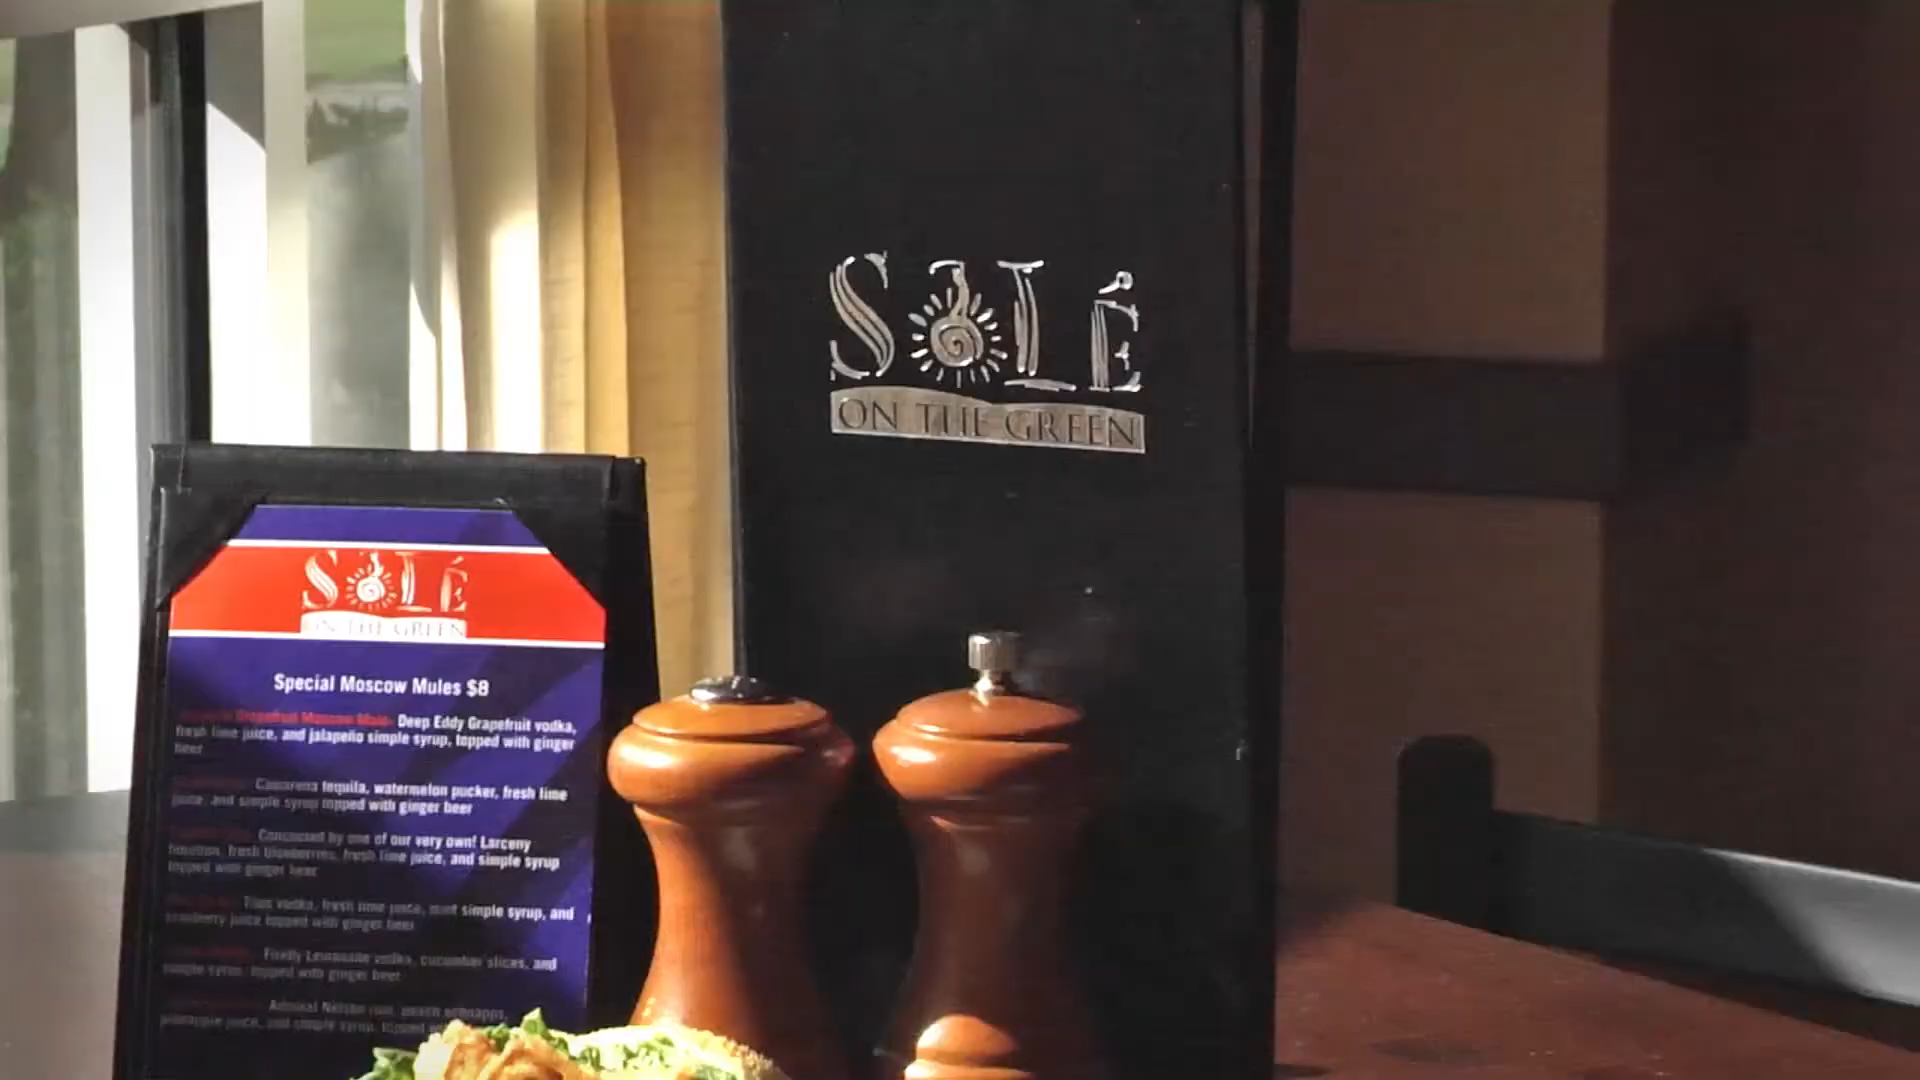 SOLÉ
ON THE GREEN
SOLÉ
ON THE GREEN
Special Moscow Mules $8
Grapefruit Moscow Mule- Deep Eddy Grapefruit vodka,
fresh lime juice, and jalapeño simple syrup, topped with ginger
beer
Camarena tequila, watermelon pucker, fresh lime
juice, and simple syrup topped with ginger beer
Concocted by one of our very own! Larceny
bourbon, fresh blueberries, fresh lime juice, and simple syrup
topped with ginger beer
Titos vodka, fresh lime juice, mint simple syrup, and
cranberry juice topped with ginger beer
Firefly Lemonade vodka, cucumber slices, and
simple syrup, topped with ginger beer
Admiral Nelson rum, peach schnapps,
pineapple juice, and simple syrup, topped